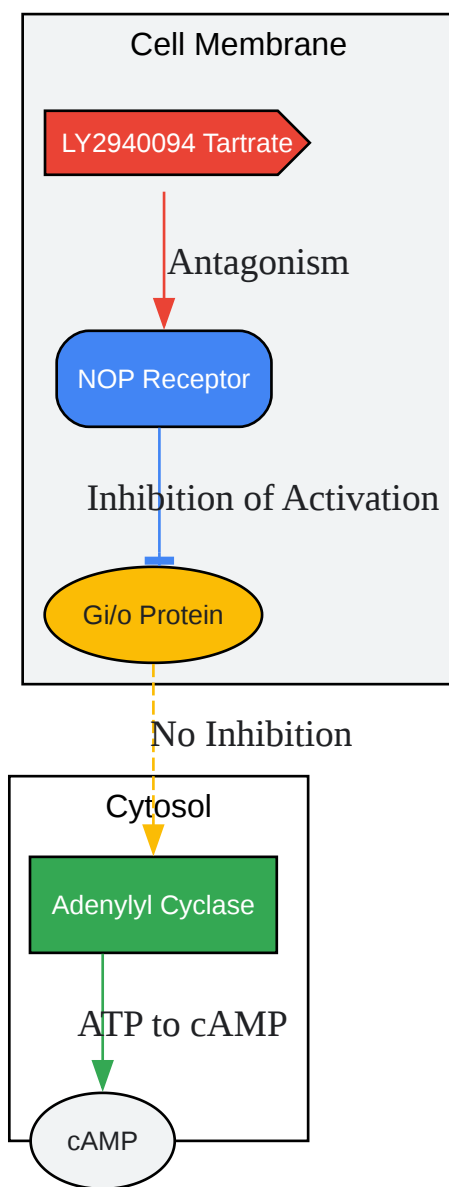 Cell Membrane
LY2940094 Tartrate
Antagonism
NOP Receptor
Inhibition of Activation
Gi/o Protein
No Inhibition
Cytosol
Adenylyl Cyclase
ATP to cAMP
cAMP